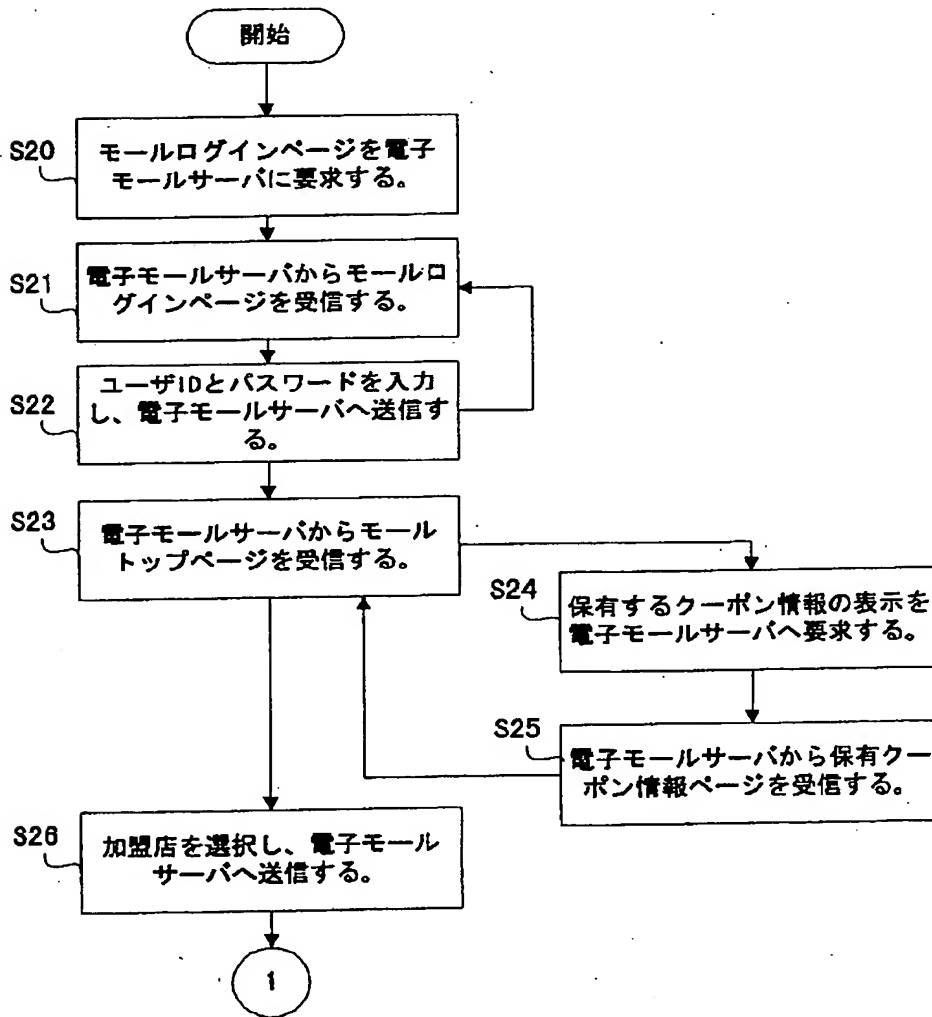 開始
S20
モールログインページを電子
モールサーバに要求する。
S21
電子モールサーバからモールロ
グインページを受信する。
S22
ユーザIDとパスワードを入力
し、電子モールサーバへ送信す
る。
S23
電子モールサーバからモール
トップページを受信する。
S24
保有するクーポン情報の表示を
電子モールサーバへ要求する。
S25
電子モールサーバから保有クー
ポン情報ページを受信する。
S26
加盟店を選択し、電子モール
サーバへ送信する。
1